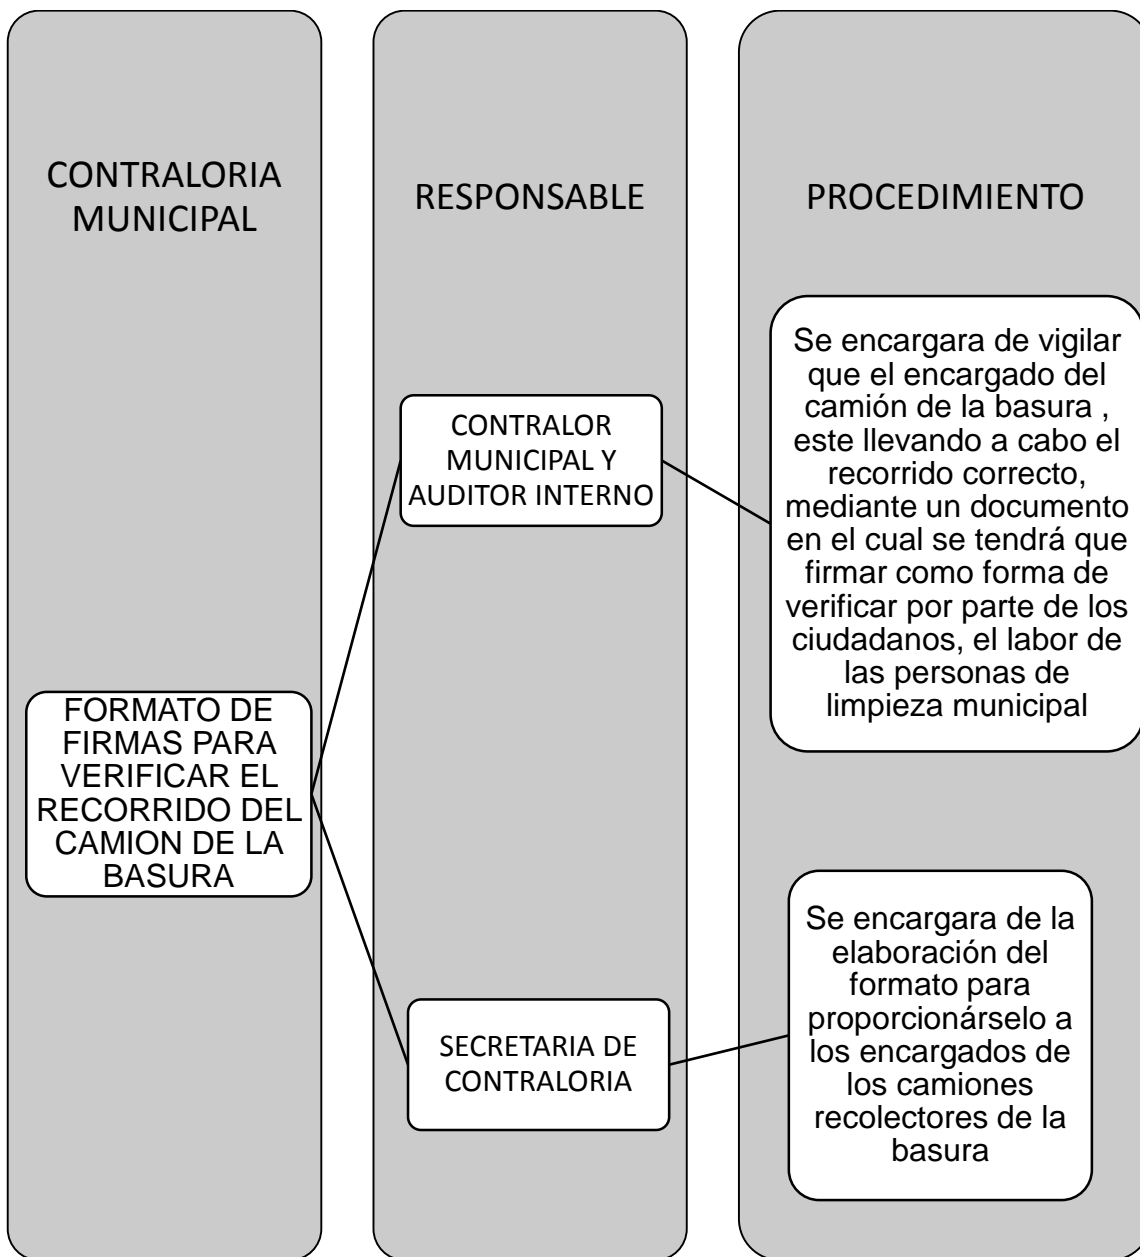 CONTRALORIA
MUNICIPAL
RESPONSABLE
PROCEDIMIENTO
FORMATO DE
FIRMAS PARA
VERIFICAR EL
RECORRIDO DEL
CAMION DE LA
BASURA
CONTRALOR
MUNICIPAL Y
AUDITOR INTERNO
Se encargara de vigilar
que el encargado del
camión de la basura ,
este llevando a cabo el
recorrido correcto,
mediante un documento
en el cual se tendrá que
firmar como forma de
verificar por parte de los
ciudadanos, el labor de
las personas de
limpieza municipal
SECRETARIA DE
CONTRALORIA
Se encargara de la
elaboración del
formato para
proporcionárselo a
los encargados de
los camiones
recolectores de la
basura